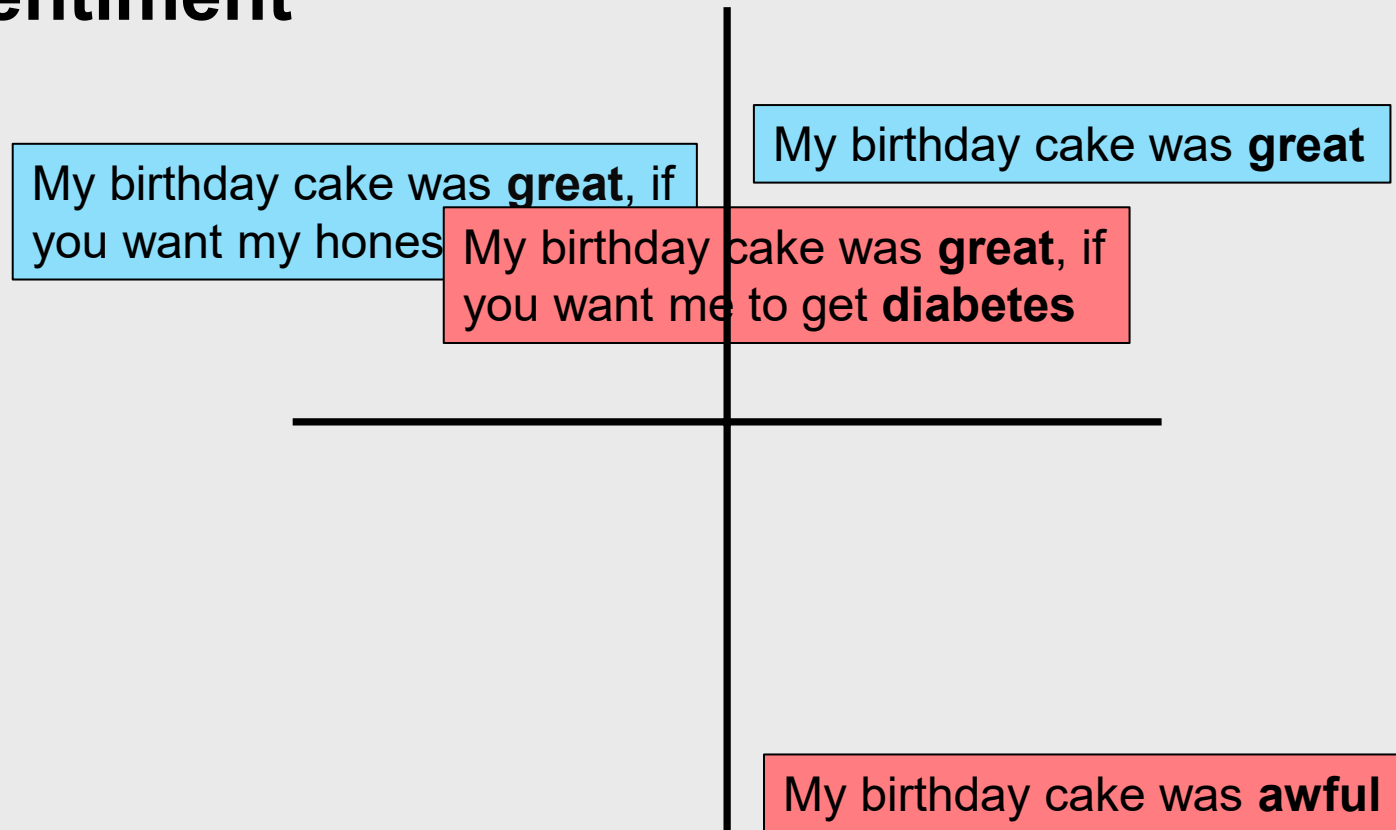 entiment
My birthday cake was great
My birthday cake was great, if
you want my hones
My birthday cake was great, if
you want me to get diabetes
My birthday cake was awful